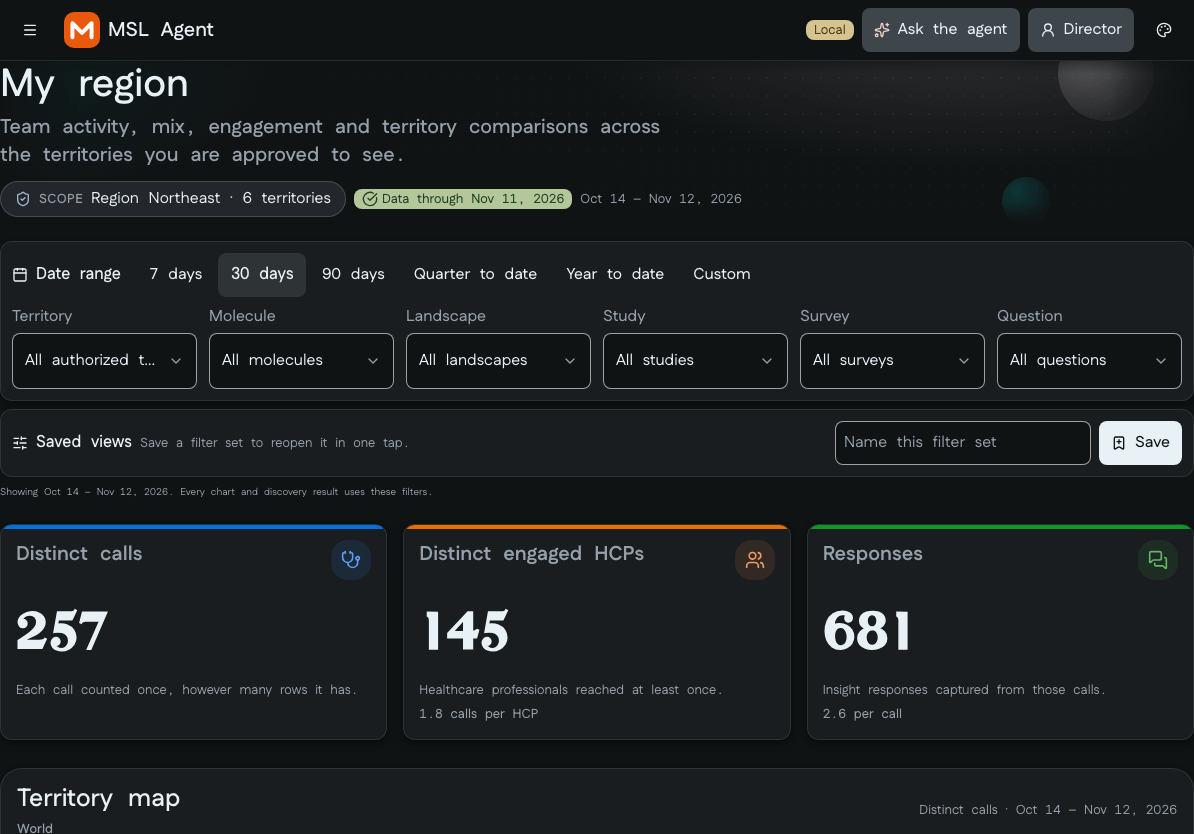 MSL Agent
Local
Ask the agent
Director
My region
Team activity, mix, engagement and territory comparisons across
the territories you are approved to see.
SCOPE Region Northeast · 6 territories
Data through Nov 11, 2026
Oct 14 – Nov 12, 2026
Date range
7 days
30 days
90 days
Quarter to date
Year to date
Custom
Territory
Molecule
Landscape
Study
Survey
Question
All authorized t...
All molecules
All landscapes
All studies
All surveys
All questions
Saved views
Save a filter set to reopen it in one tap.
Name this filter set
Save
Showing Oct 14 – Nov 12, 2026. Every chart and discovery result uses these filters.
Distinct calls
257
Each call counted once, however many rows it has.
Distinct engaged HCPs
145
Healthcare professionals reached at least once.
1.8 calls per HCP
Responses
681
Insight responses captured from those calls.
2.6 per call
Territory map
World
Distinct calls · Oct 14 – Nov 12, 2026